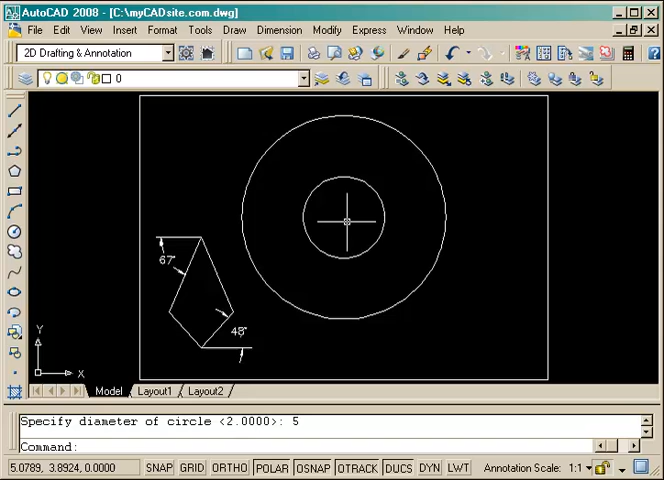 AutoCAD 2008 - [C:\myCADsite.com.dwg]
File Edit View Insert Format Tools Draw Dimension Modify Express Window Help
2D Drafting & Annotation
0
67°
48°
Y
X
Model Layout1 Layout2
Specify diameter of circle <2.0000>: 5
Command:
5.0789, 3.8924, 0.0000 SNAP GRID ORTHO POLAR OSNAP OTRACK DUCS DYN LWT Annotation Scale: 1:1